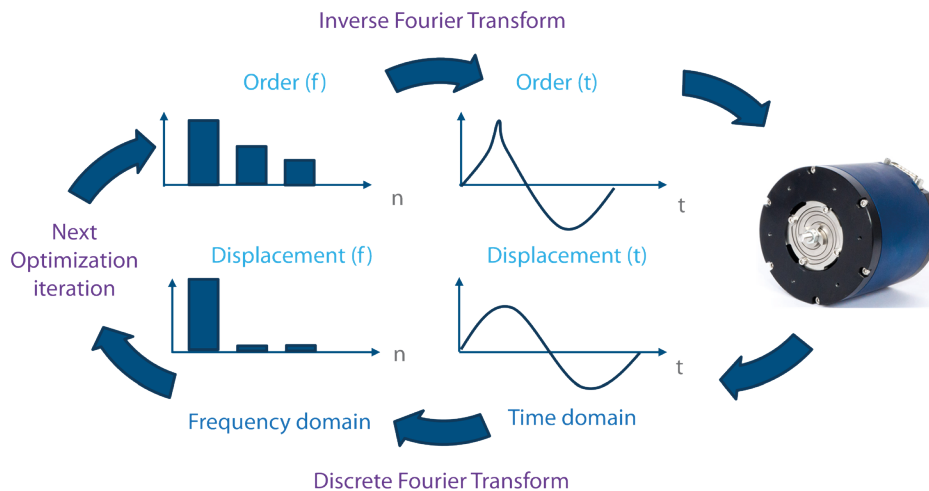 Inverse Fourier Transform
Order (f)
Order (t)
n
t
Next
Optimization
iteration
Displacement (f)
Displacement (t)
n
t
Frequency domain
Time domain
Discrete Fourier Transform